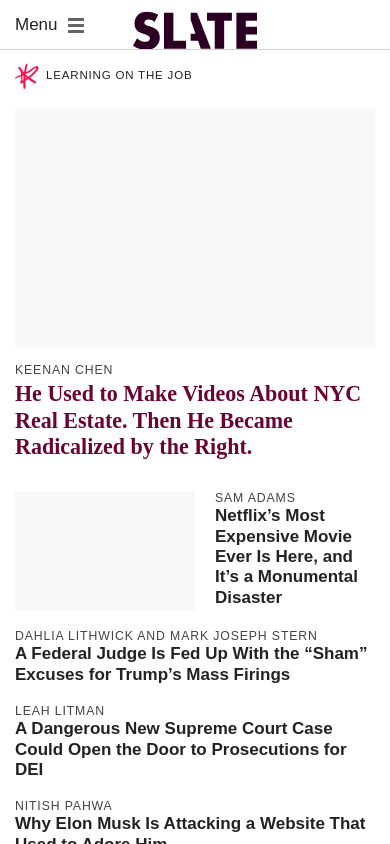 Menu
SLATE
LEARNING ON THE JOB
KEENAN CHEN
He Used to Make Videos About NYC
Real Estate. Then He Became
Radicalized by the Right.
SAM ADAMS
Netflix’s Most
Expensive Movie
Ever Is Here, and
It’s a Monumental
Disaster
DAHLIA LITHWICK AND MARK JOSEPH STERN
A Federal Judge Is Fed Up With the “Sham”
Excuses for Trump’s Mass Firings
LEAH LITMAN
A Dangerous New Supreme Court Case
Could Open the Door to Prosecutions for
DEI
NITISH PAHWA
Why Elon Musk Is Attacking a Website That
Used to Adore Him